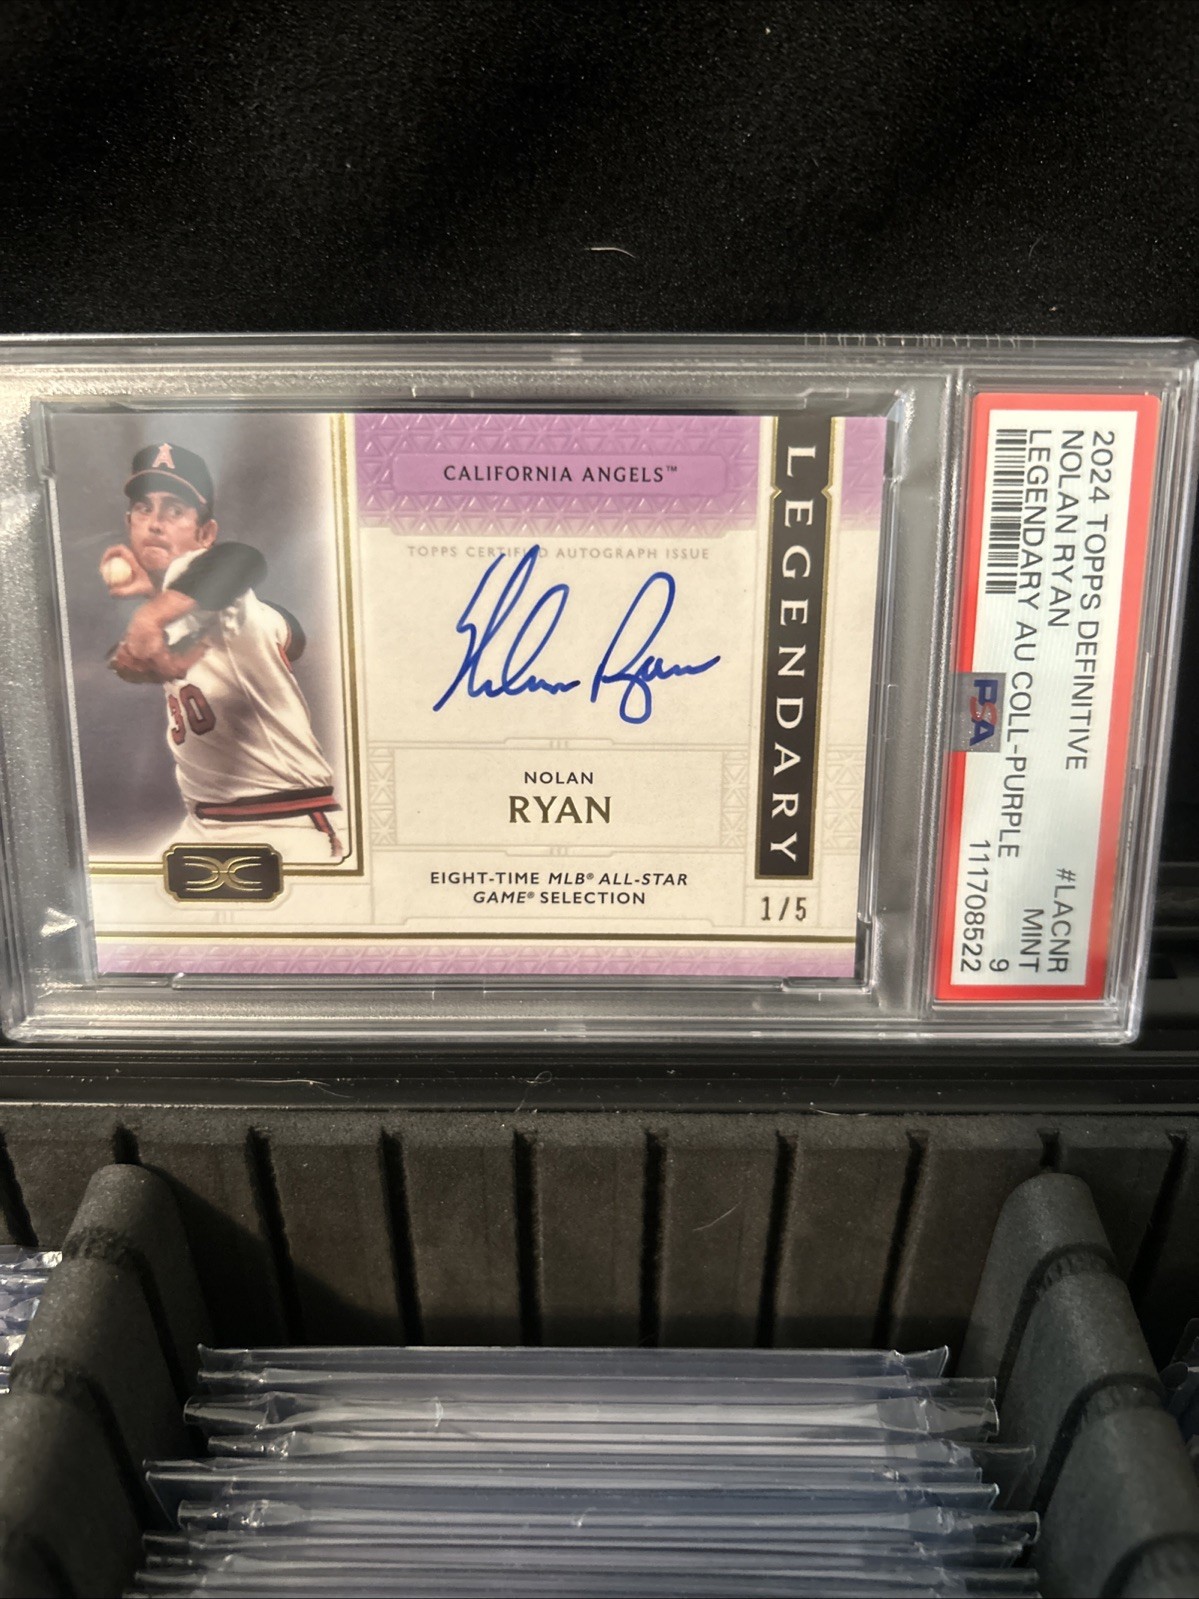 CALIFORNIA ANGELS™
TOPPS CERTIFIED AUTOGRAPH ISSUE
Nolan Ryan
NOLAN
RYAN
EIGHT-TIME MLB® ALL-STAR
GAME® SELECTION
LEGENDARY
1/5
A
30
2024 TOPPS DEFINITIVE #LACNR
NOLAN RYAN MINT
LEGENDARY AU COLL-PURPLE 9
PSA 111708522